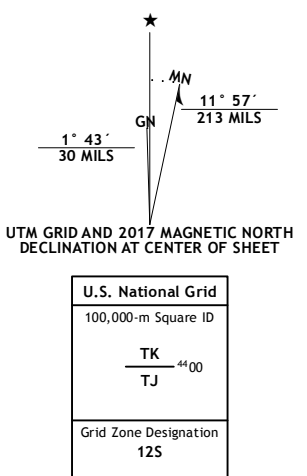 ★
MN
GN
11° 57´
213 MILS
1° 43´
30 MILS
UTM GRID AND 2017 MAGNETIC NORTH
DECLINATION AT CENTER OF SHEET
U.S. National Grid
100,000-m Square ID
TK
4400
TJ
Grid Zone Designation
12S